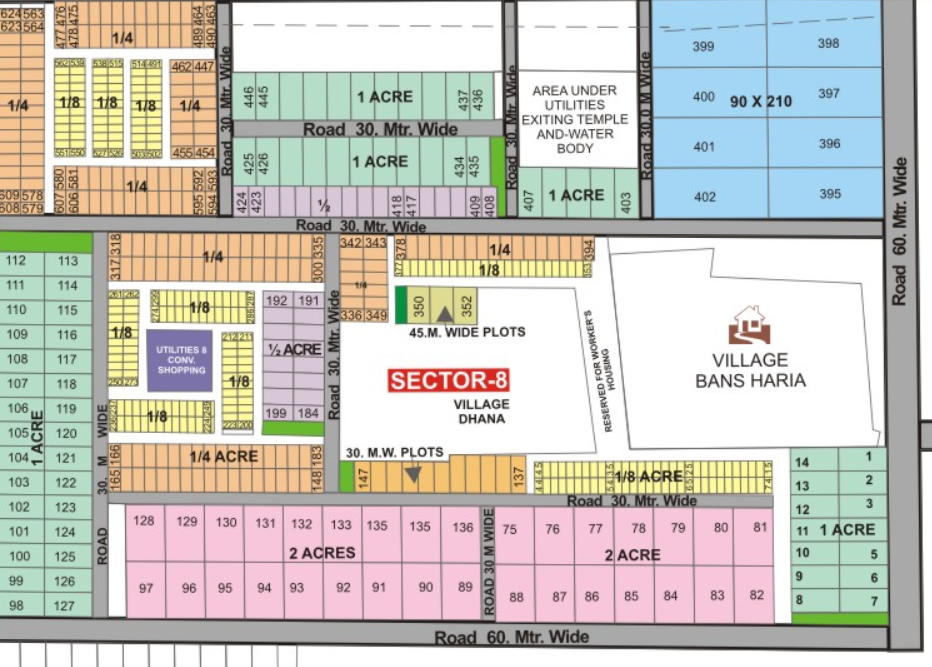 624 563
623 564
477 476
478 475
1/4
489 464
490 463
399
398
562 539
538 515
514 491
462 447
1/4
1/8
1/8
1/8
1/4
446
445
1 ACRE
437
436
Road 30. Mtr. Wide
Road 30. Mtr. Wide
Road 30.0 M Wide
AREA UNDER
UTILITIES
EXITING TEMPLE
AND-WATER
BODY
400
90 X 210
397
Road 30. Mtr. Wide
551 550
527 526
503 502
455 454
425
426
1 ACRE
434
435
401
396
609 578
608 579
607 580
606 581
1/4
595 592
594 593
424
423
½
418
417
409
408
407
1 ACRE
403
402
395
Road 60. Mtr. Wide
Road 30. Mtr. Wide
112 113
111 114
110 115
109 116
108 117
107 118
106 119
105 120
104 121
103 122
102 123
101 124
100 125
99 126
98 127
1 ACRE
ROAD 30. M WIDE
317 318
1/4
300 335
342 343
1/4
336 349
378
377
1/4
1/8
394
353
261 262
1/8
250 273
1/8
192 191
½ ACRE
199 184
Road 30. Mtr. Wide
UTILITIES 8
CONV.
SHOPPING
212 211
1/8
1/8
350
352
45.M. WIDE PLOTS
SECTOR-8
VILLAGE
DHANA
RESERVED FOR WORKER'S
HOUSING
VILLAGE
BANS HARIA
165 166
1/4 ACRE
148 183
30. M.W. PLOTS
147
137
1/8 ACRE
Road 30. Mtr. Wide
14 1
13 2
12 3
11 1 ACRE
10 5
9 6
8 7
128 129 130 131 132 133 135 135 136
2 ACRES
97 96 95 94 93 92 91 90 89
ROAD 30 M WIDE
75 76 77 78 79 80 81
2 ACRE
88 87 86 85 84 83 82
Road 60. Mtr. Wide